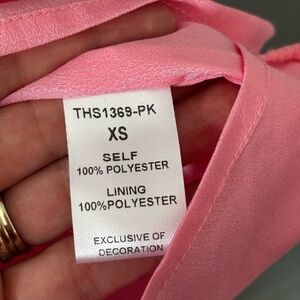 THS1369-PK
XS
SELF
100% POLYESTER
LINING
100%POLYESTER
EXCLUSIVE OF
DECORATION